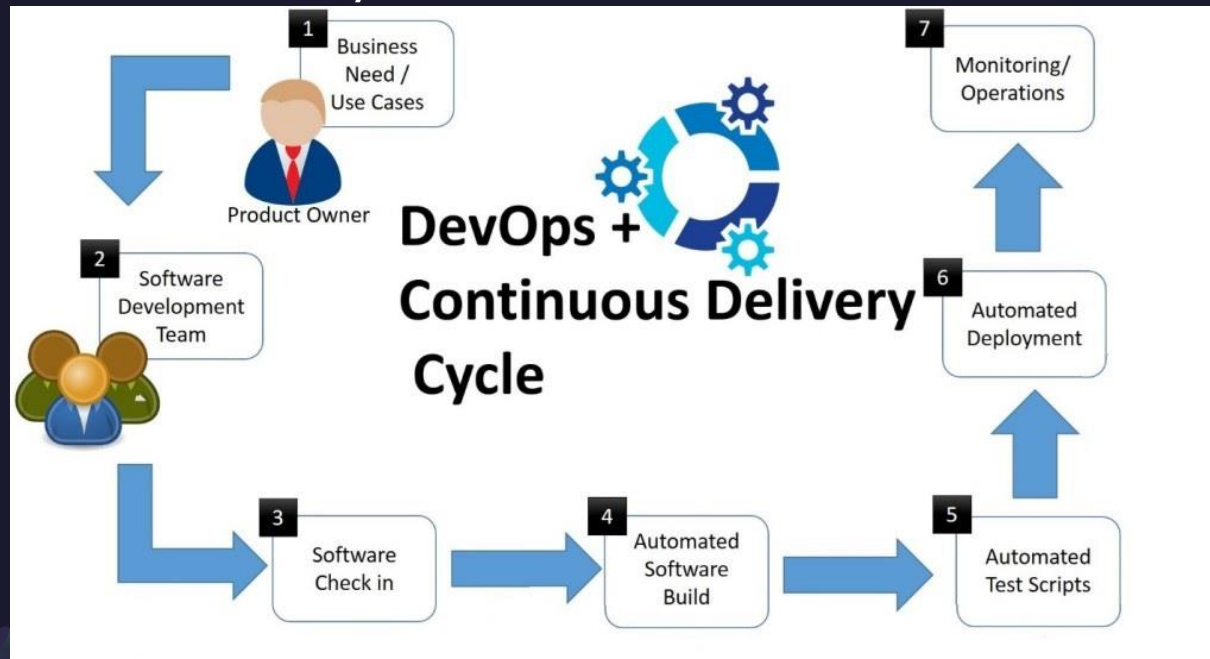 1
Business
Need /
Use Cases
Product Owner
2
Software
Development
Team
DevOps +
Continuous Delivery
Cycle
3
Software
Check in
4
Automated
Software
Build
5
Automated
Test Scripts
6
Automated
Deployment
7
Monitoring/
Operations